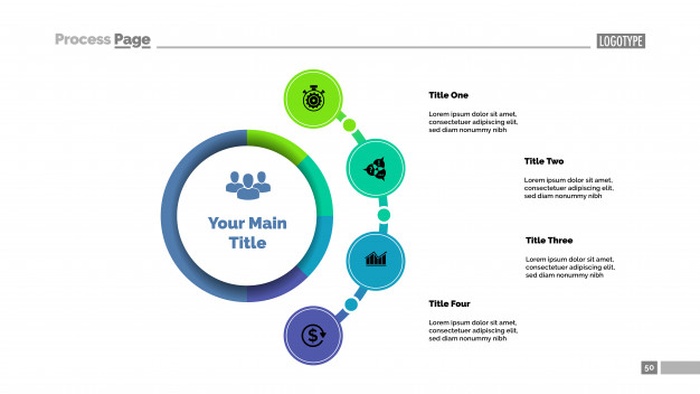 Process Page
LOGOTYPE
Title One
Lorem ipsum dolor sit amet,
consectetuer adipiscing elit,
sed diam nonummy nibh
Title Two
Lorem ipsum dolor sit amet,
consectetuer adipiscing elit,
sed diam nonummy nibh
Your Main
Title
Title Three
Lorem ipsum dolor sit amet,
consectetuer adipiscing elit,
sed diam nonummy nibh
$
Title Four
Lorem ipsum dolor sit amet,
consectetuer adipiscing elit,
sed diam nonummy nibh
50